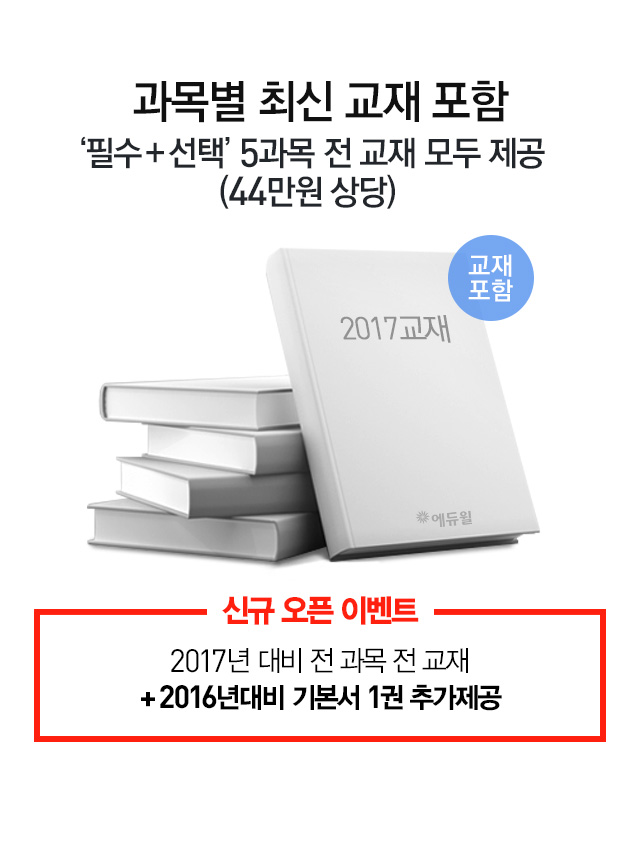 과목별 최신 교재 포함
‘필수+선택’ 5과목 전 교재 모두 제공
(44만원 상당)
교재
포함
2017교재
에듀윌
신규 오픈 이벤트
2017년 대비 전 과목 전 교재
+2016년대비 기본서 1권 추가제공